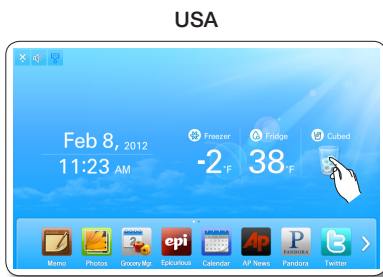 USA
Feb 8, 2012
11:23 AM
Freezer
-2°F
Fridge
38°F
Cubed
Memo
Photos
Grocery Mgr.
epi
Epicurious
Calendar
AP
AP News
P
PANDORA
Pandora
Twitter